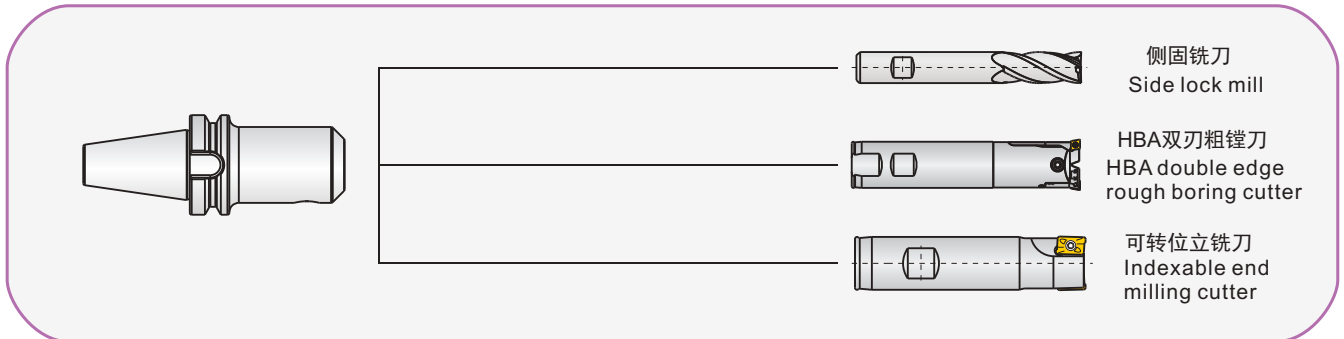 侧固铣刀
Side lock mill
HBA双刃粗镗刀
HBA double edge
rough boring cutter
可转位立铣刀
Indexable end
milling cutter